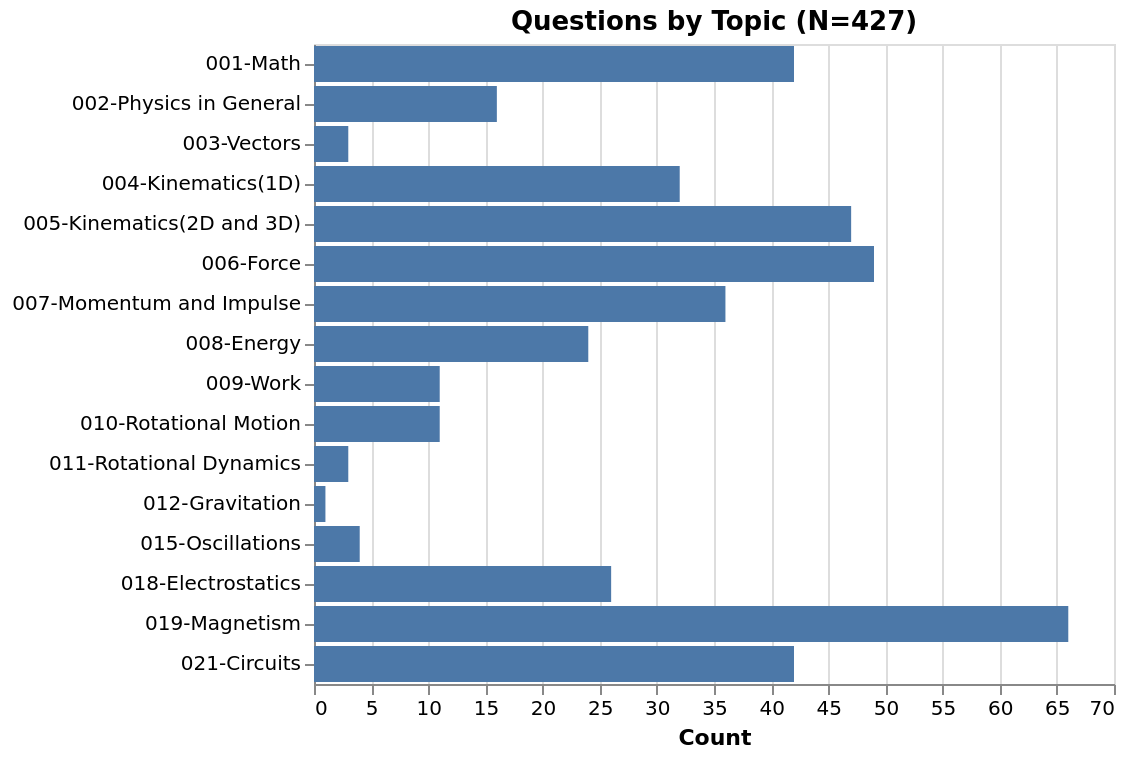 Questions by Topic (N=427)
001-Math
002-Physics in General
003-Vectors
004-Kinematics(1D)
005-Kinematics(2D and 3D)
006-Force
007-Momentum and Impulse
008-Energy
009-Work
010-Rotational Motion
011-Rotational Dynamics
012-Gravitation
015-Oscillations
018-Electrostatics
019-Magnetism
021-Circuits
0 5 10 15 20 25 30 35 40 45 50 55 60 65 70
Count